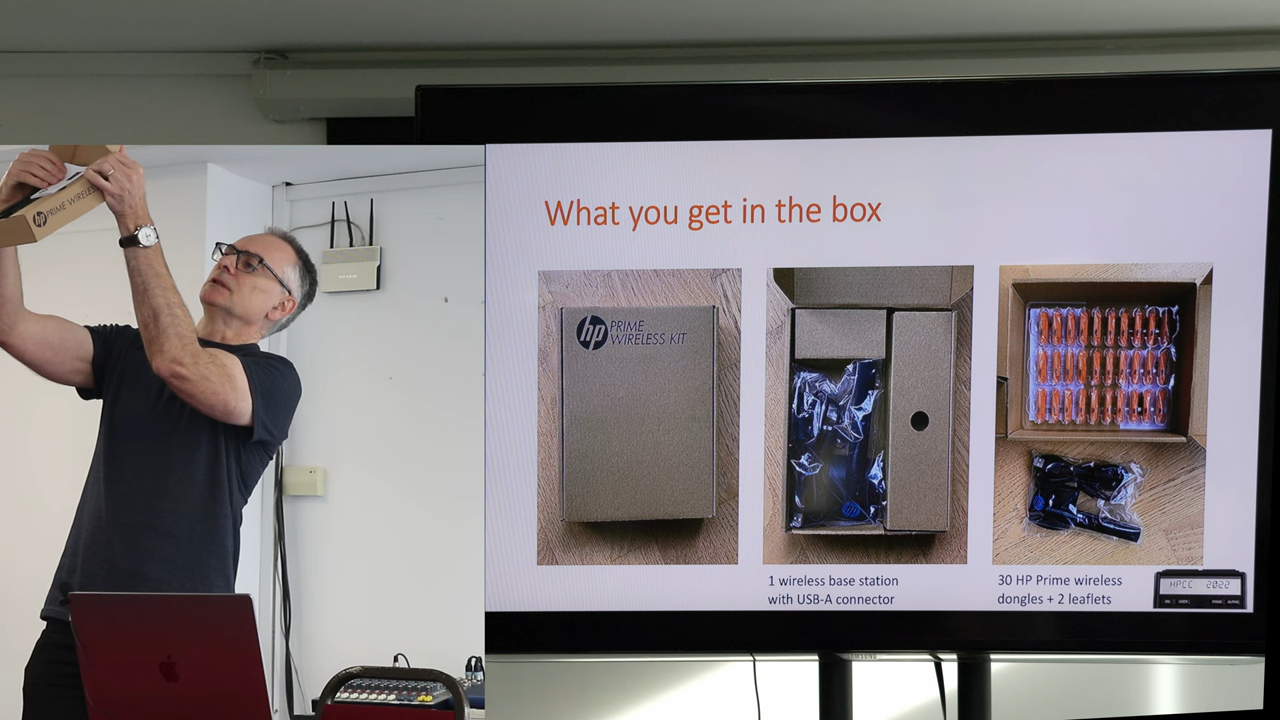 hp PRIME WIRELESS
What you get in the box
hp PRIME
WIRELESS KIT
1 wireless base station
with USB-A connector
30 HP Prime wireless
dongles + 2 leaflets
HPCC 2022
SAMSUNG